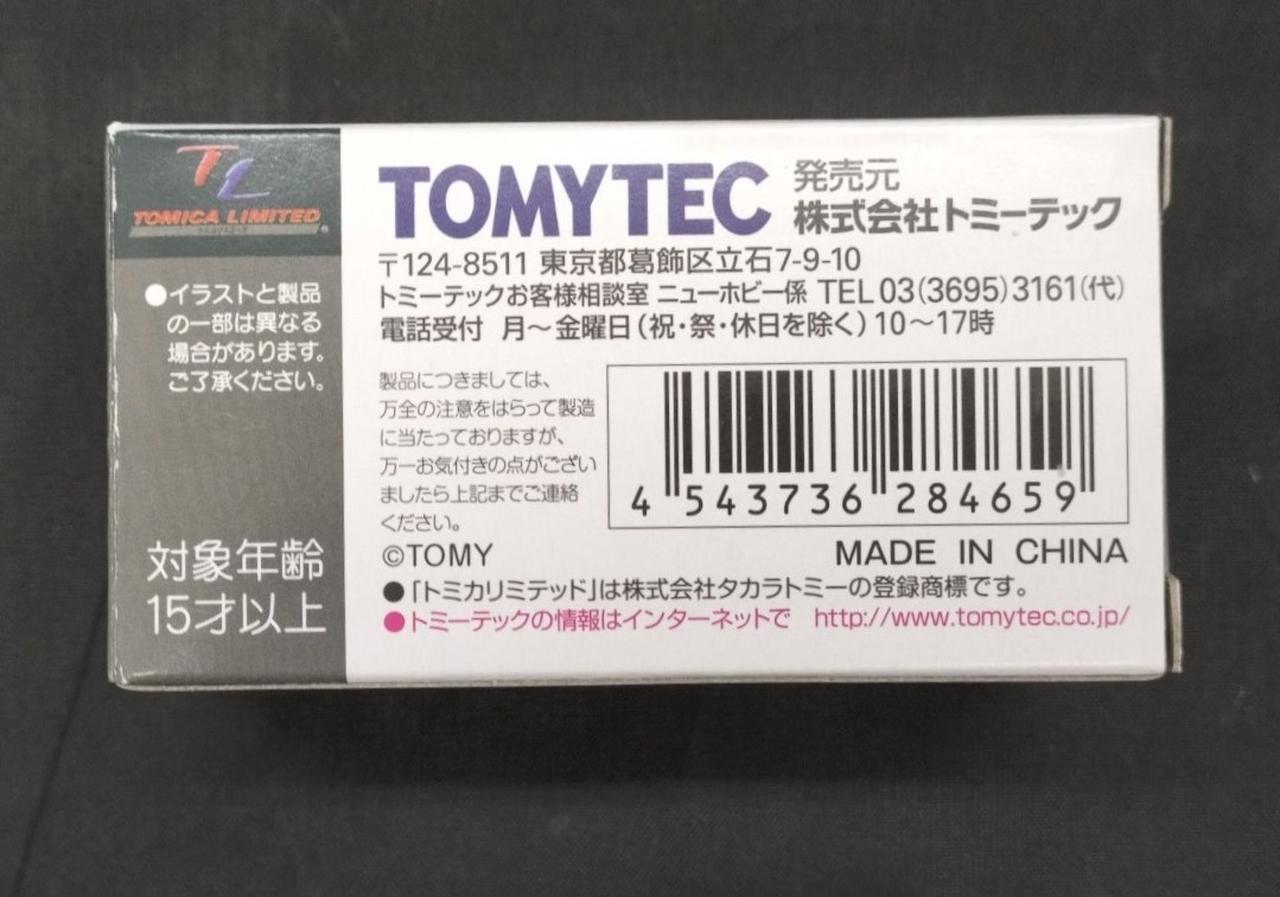 TL
TOMICA LIMITED
●イラストと製品
の一部は異なる
場合があります。
ご了承ください。
対象年齢
15才以上
TOMYTEC
発売元
株式会社トミーテック
〒124-8511 東京都葛飾区立石7-9-10
トミーテックお客様相談室 ニューホビー係 TEL 03(3695)3161(代)
電話受付 月～金曜日(祝・祭・休日を除く)10～17時
製品につきましては、
万全の注意をはらって製造
に当たっておりますが、
万一お気付きの点がござい
ましたら上記までご連絡
ください。
4 543736 284659
©TOMY
MADE IN CHINA
●「トミカリミテッド」は株式会社タカラトミーの登録商標です。
●トミーテックの情報はインターネットで http://www.tomytec.co.jp/